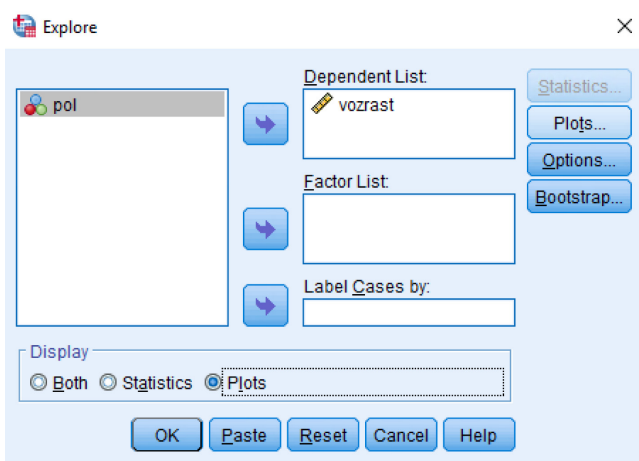 Explore
Dependent List:
pol
vozrast
Statistics...
Plots...
Options...
Bootstrap...
Factor List:
Label Cases by:
Display
Both Statistics Plots
OK Paste Reset Cancel Help